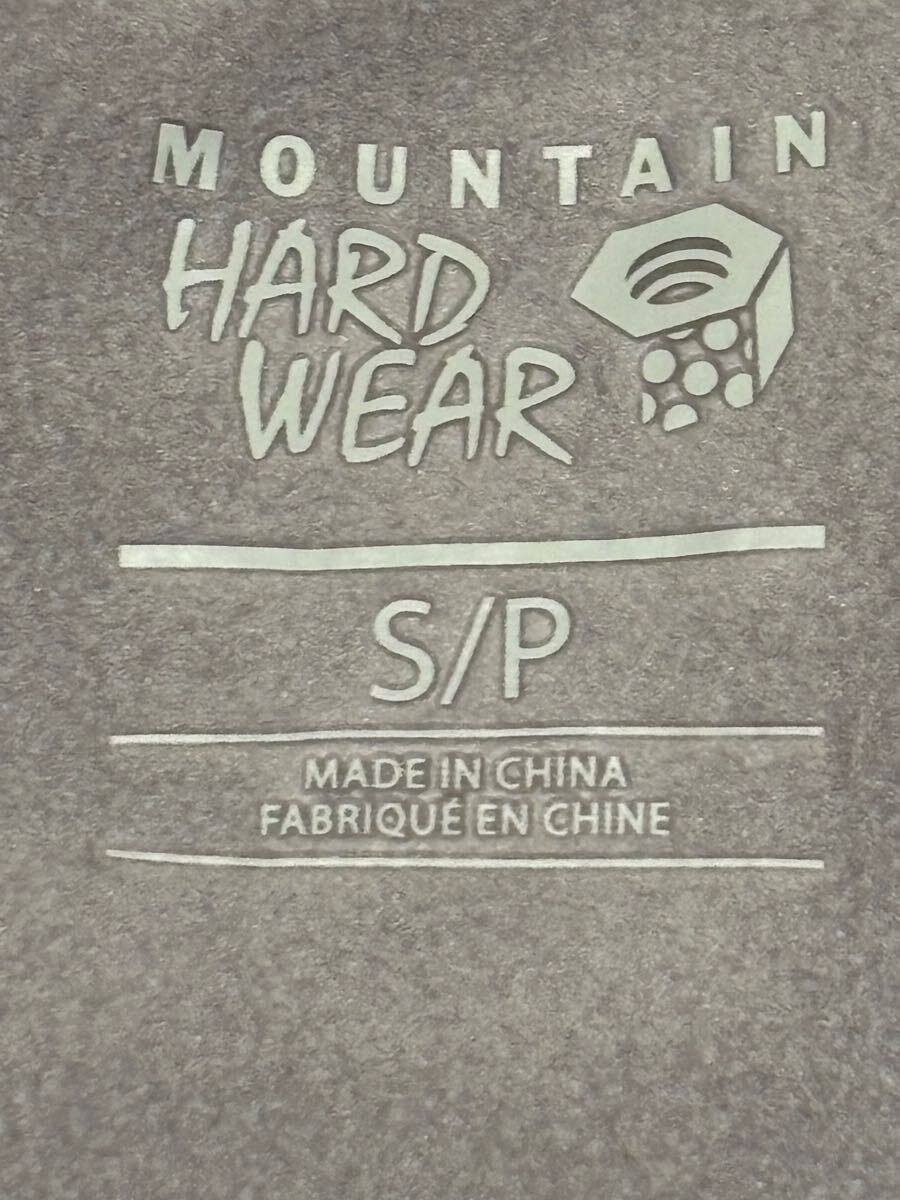 MOUNTAIN
HARD
WEAR
S/P
MADE IN CHINA
FABRIQUÉ EN CHINE